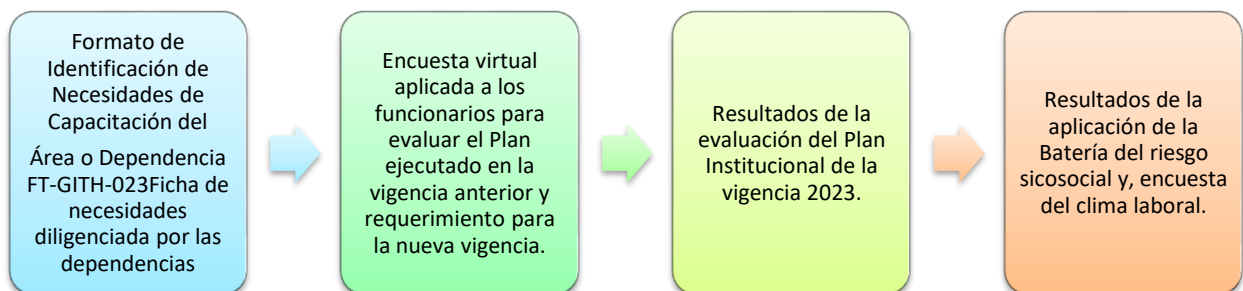 Formato de
Identificación de
Necesidades de
Capacitación del
Área o Dependencia
FT-GITH-023Ficha de
necesidades
diligenciada por las
dependencias
Encuesta virtual
aplicada a los
funcionarios para
evaluar el Plan
ejecutado en la
vigencia anterior y
requerimiento para
la nueva vigencia.
Resultados de la
evaluación del Plan
Institucional de la
vigencia 2023.
Resultados de la
aplicación de la
Batería del riesgo
sicosocial y, encuesta
del clima laboral.